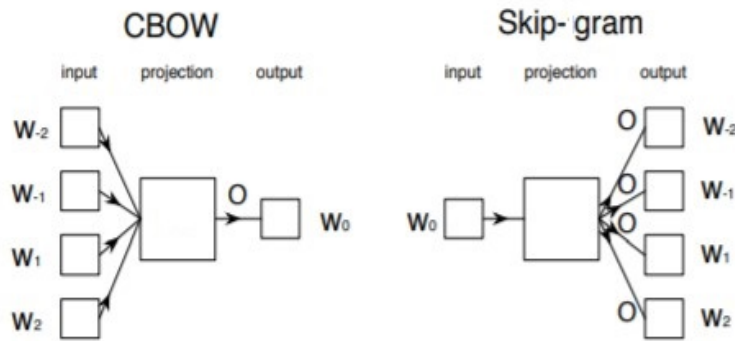 CBOW
input projection output
W-2
W-1
W1
W2
O
W0
Skip- gram
input projection output
W0
O
O
O
O
W-2
W-1
W1
W2